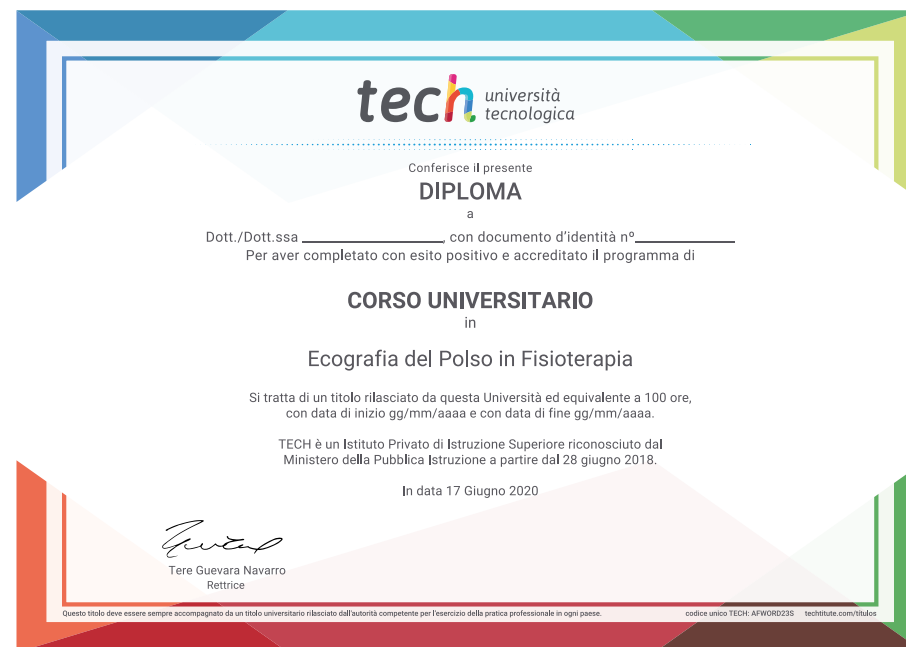 tech università
tecnologica
Conferisce il presente
DIPLOMA
a
Dott./Dott.ssa ____________________, con documento d'identità nº______________
Per aver completato con esito positivo e accreditato il programma di
CORSO UNIVERSITARIO
in
Ecografia del Polso in Fisioterapia
Si tratta di un titolo rilasciato da questa Università ed equivalente a 100 ore,
con data di inizio gg/mm/aaaa e con data di fine gg/mm/aaaa.
TECH è un Istituto Privato di Istruzione Superiore riconosciuto dal
Ministero della Pubblica Istruzione a partire dal 28 giugno 2018.
In data 17 Giugno 2020
Tere Guevara Navarro
Rettrice
Questo titolo deve essere sempre accompagnato da un titolo universitario rilasciato dall'autorità competente per l'esercizio della pratica professionale in ogni paese. codice unico TECH: AFWORD23S techtitute.com/titulos